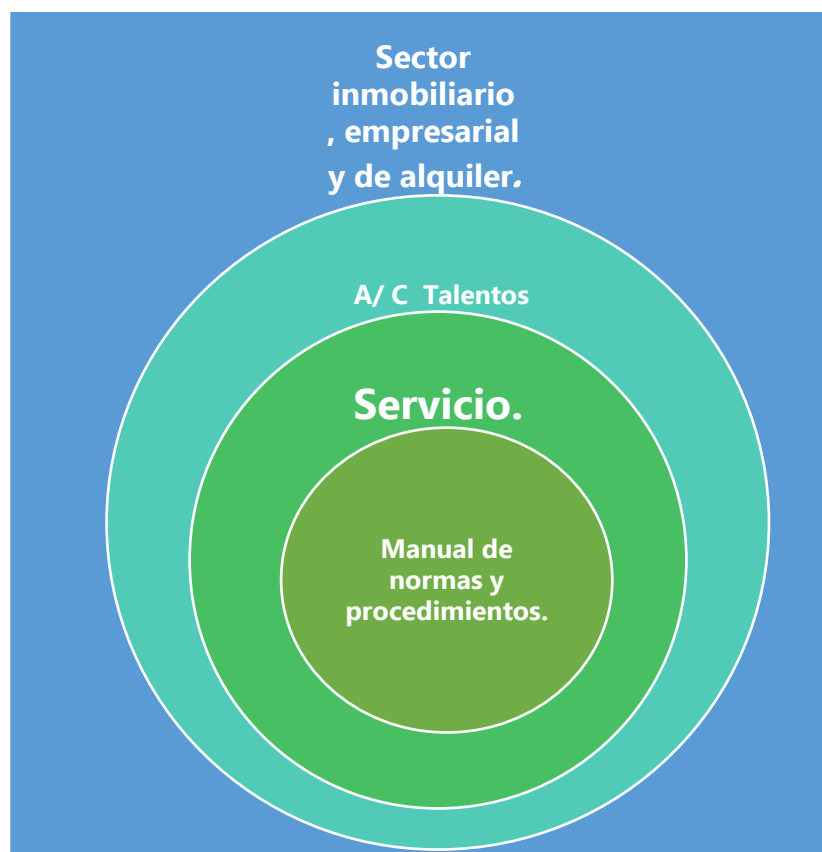 Sector
inmobiliario
, empresarial
y de alquiler.
A/ C Talentos
Servicio.
Manual de
normas y
procedimientos.